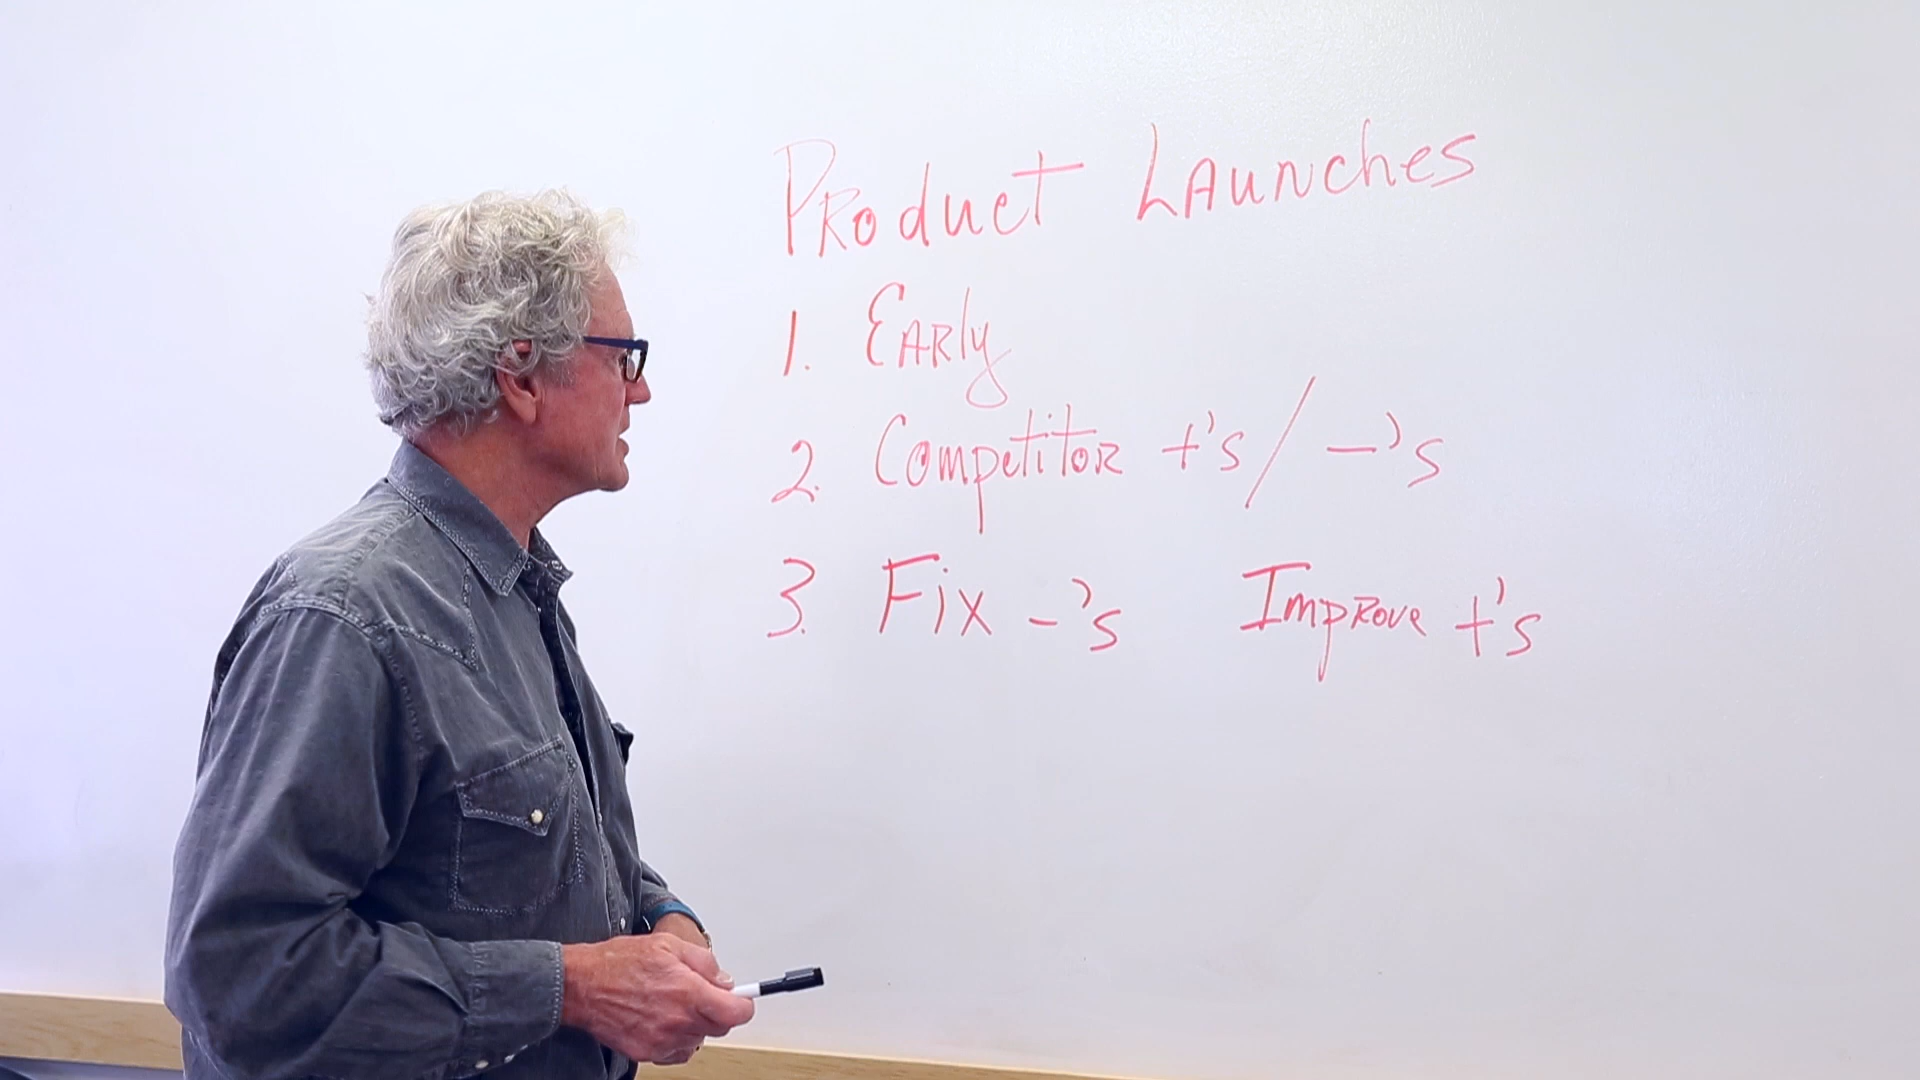 Product Launches
1. Early
2. Competitor +'s / -'s
3. Fix -'s Improve +'s